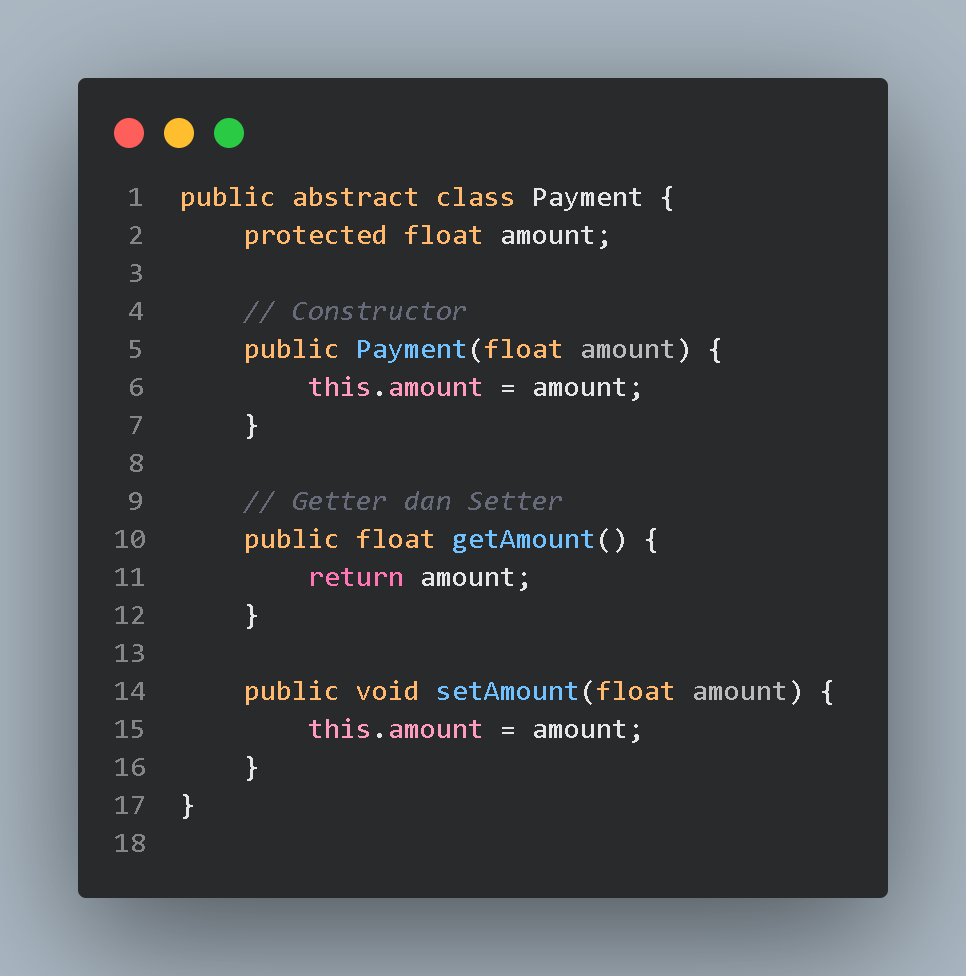 1 public abstract class Payment {
2     protected float amount;
3
4     // Constructor
5     public Payment(float amount) {
6         this.amount = amount;
7     }
8
9     // Getter dan Setter
10     public float getAmount() {
11         return amount;
12     }
13
14     public void setAmount(float amount) {
15         this.amount = amount;
16     }
17 }
18